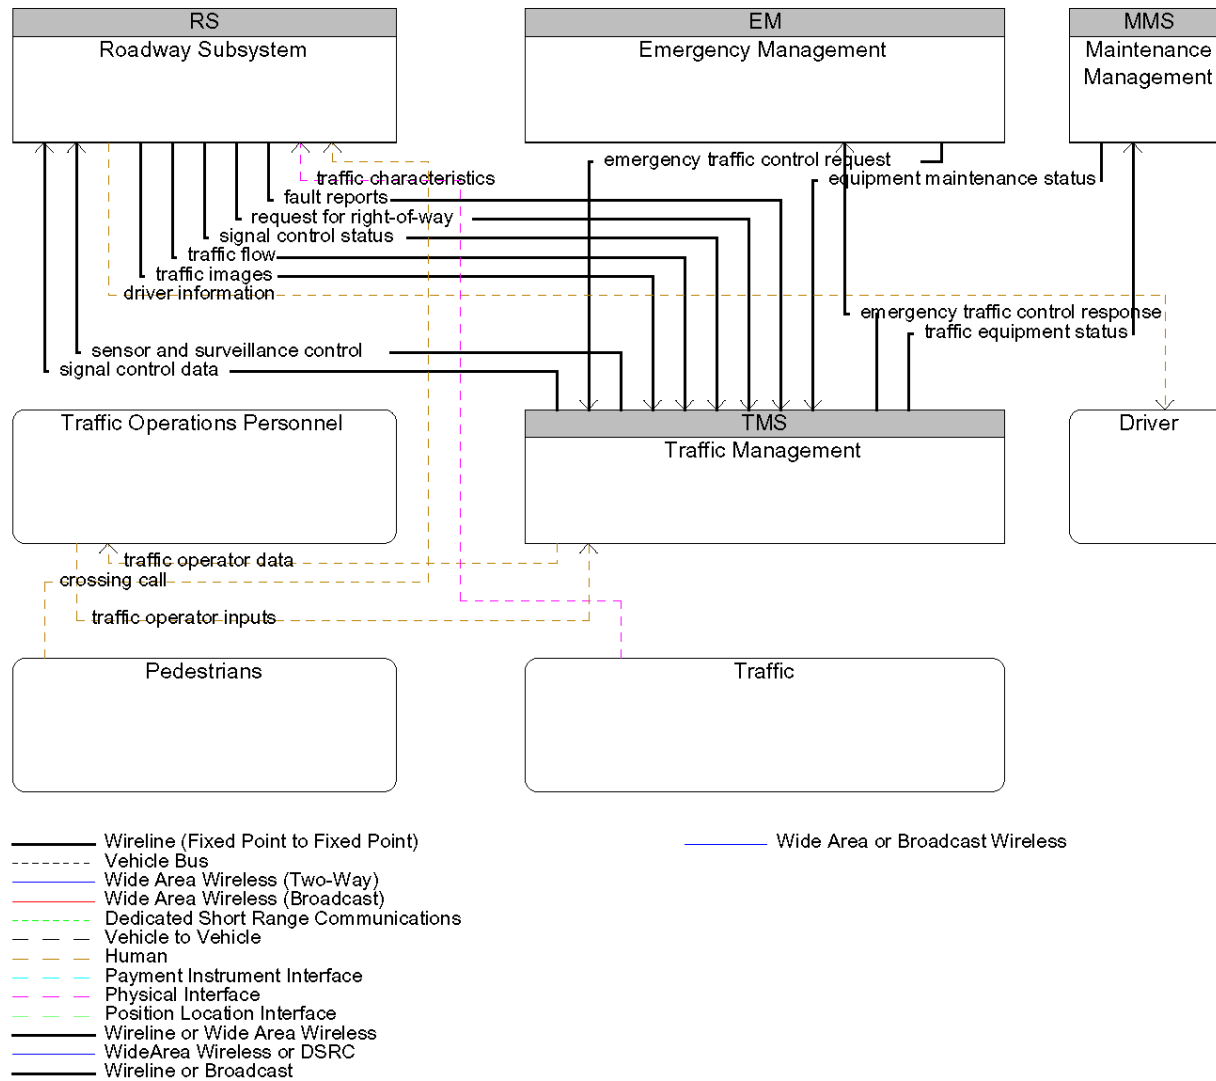 RS
EM
MMS
Roadway Subsystem
Emergency Management
Maintenance
Management
emergency traffic control request
traffic characteristics
equipment maintenance status
fault reports
request for right-of-way
signal control status
traffic flow
traffic images
driver information
emergency traffic control response
traffic equipment status
sensor and surveillance control
signal control data
Traffic Operations Personnel
TMS
Driver
Traffic Management
traffic operator data
crossing call
traffic operator inputs
Pedestrians
Traffic
Wireline (Fixed Point to Fixed Point)
Wide Area or Broadcast Wireless
Vehicle Bus
Wide Area Wireless (Two-Way)
Wide Area Wireless (Broadcast)
Dedicated Short Range Communications
Vehicle to Vehicle
Human
Payment Instrument Interface
Physical Interface
Position Location Interface
Wireline or Wide Area Wireless
WideArea Wireless or DSRC
Wireline or Broadcast